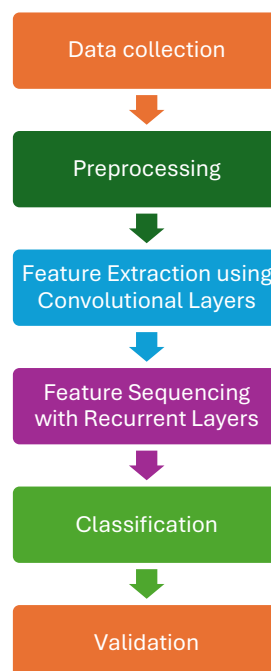 Data collection
Preprocessing
Feature Extraction using
Convolutional Layers
Feature Sequencing
with Recurrent Layers
Classification
Validation